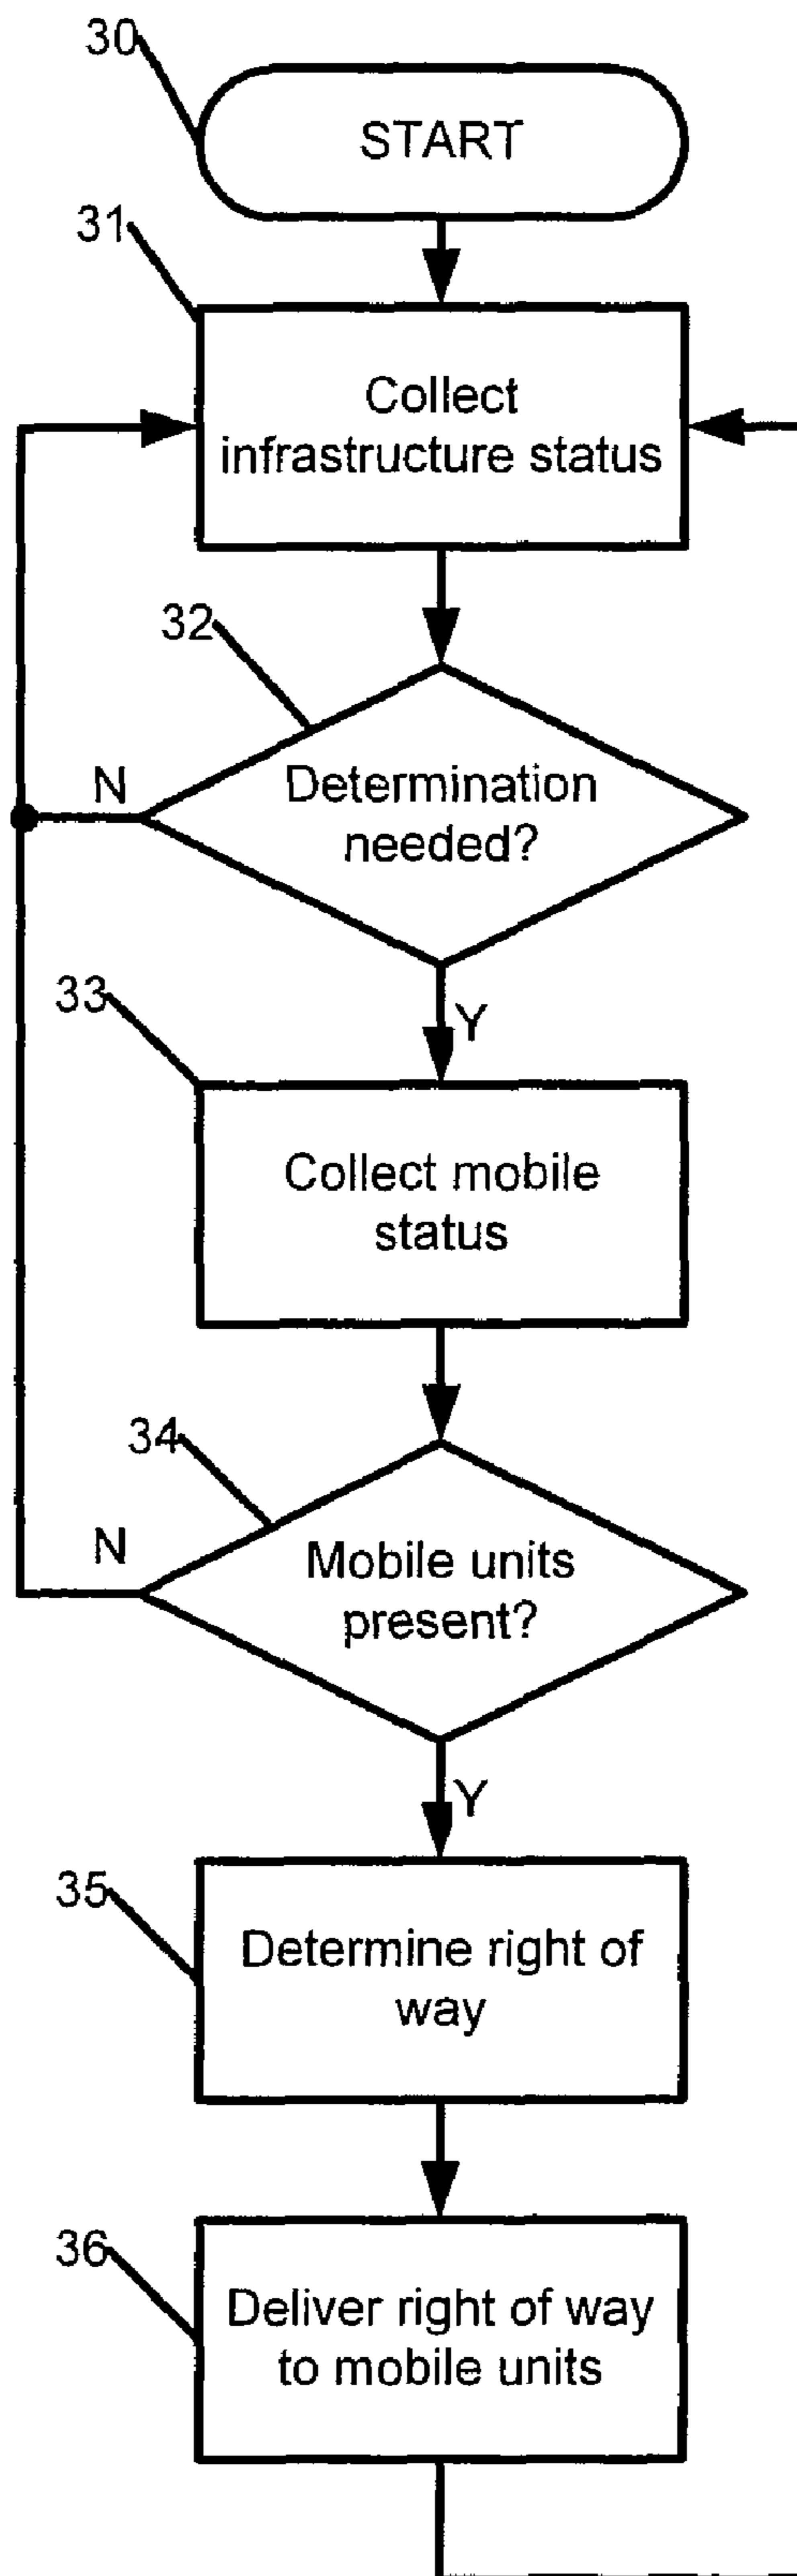 30
START
31
Collect
infrastructure status
32
N
Determination
needed?
Y
33
Collect mobile
status
34
N
Mobile units
present?
Y
35
Determine right of
way
36
Deliver right of way
to mobile units